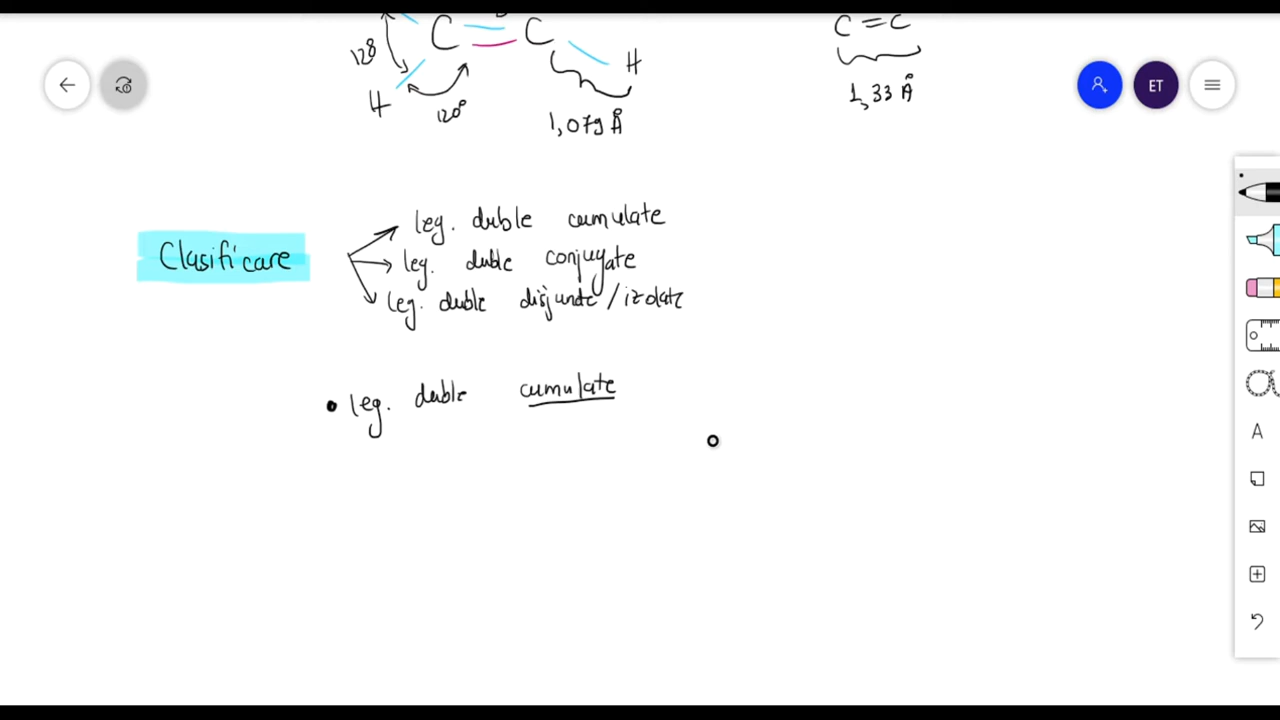 C = C
128
C = C
H
H
120°
1,079 Å
1,33 Å
ET
Clasificare
leg. duble cumulate
leg. duble conjugate
leg. duble disjuncte / izolate
• leg. duble cumulate
A